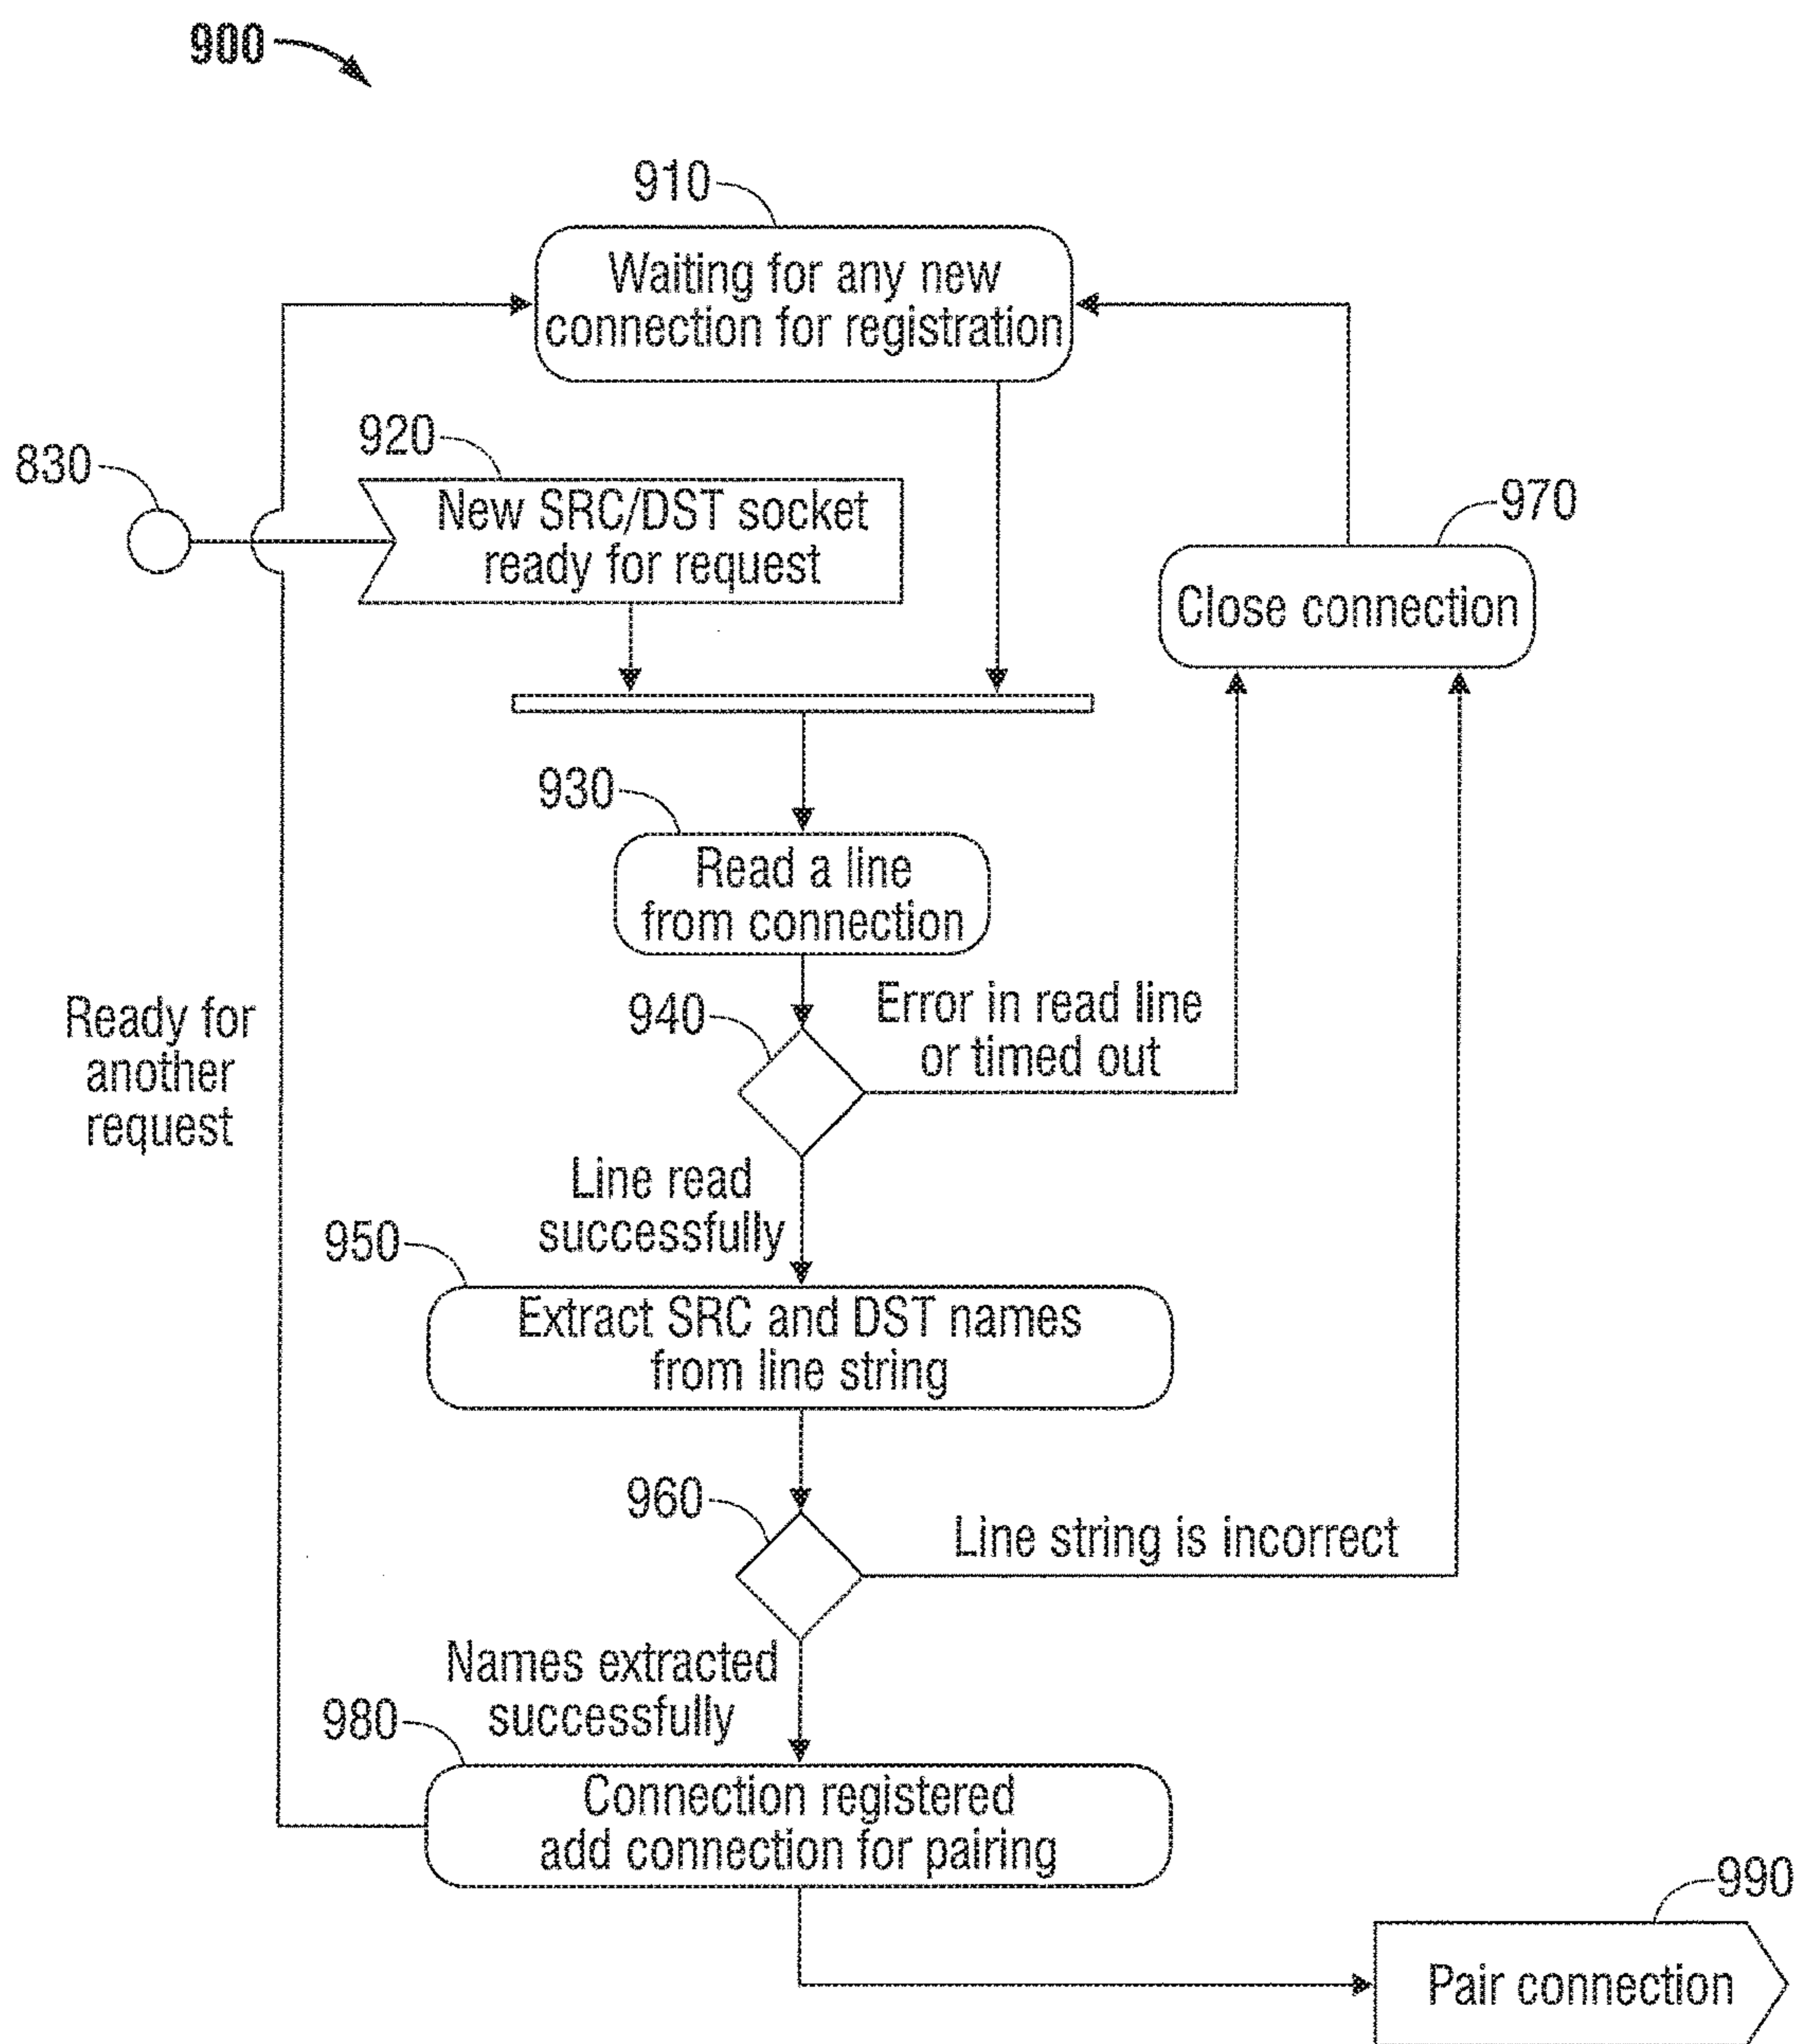 900
910
Waiting for any new
connection for registration
920
830
New SRC/DST socket
ready for request
970
Close connection
930
Read a line
from connection
940
Error in read line
or timed out
Ready for
another
request
Line read
successfully
950
Extract SRC and DST names
from line string
960
Line string is incorrect
Names extracted
successfully
980
Connection registered
add connection for pairing
990
Pair connection